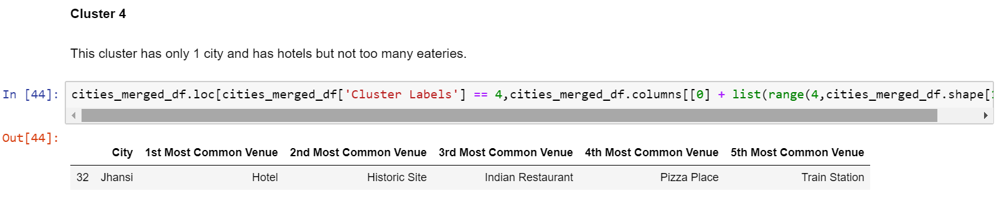 Cluster 4
This cluster has only 1 city and has hotels but not too many eateries.
In [44]: cities_merged_df.loc[cities_merged_df['Cluster Labels'] == 4,cities_merged_df.columns[[0] + list(range(4,cities_merged_df.shape[
Out[44]:
City 1st Most Common Venue 2nd Most Common Venue 3rd Most Common Venue 4th Most Common Venue 5th Most Common Venue
32 Jhansi Hotel Historic Site Indian Restaurant Pizza Place Train Station